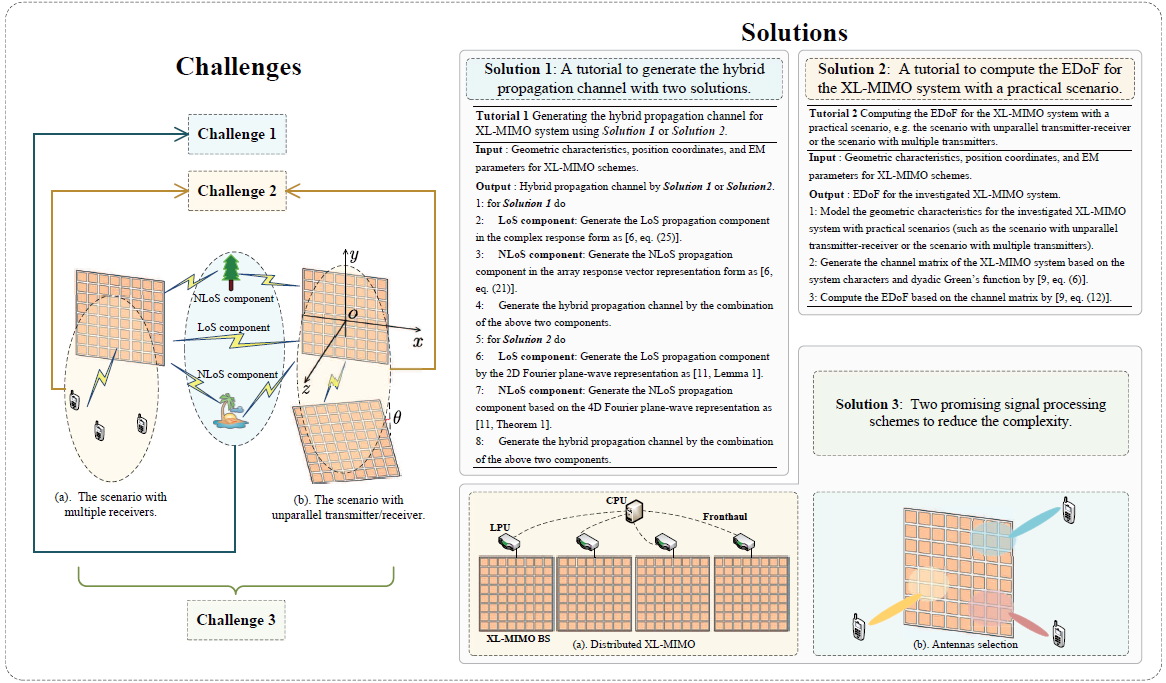 Challenges
Challenge 1
Challenge 2
NLoS component
LoS component
NLoS component
y
o
x
z
θ
(a). The scenario with
multiple receivers.
(b). The scenario with
unparallel transmitter/receiver.
Challenge 3
Solutions
Solution 1: A tutorial to generate the hybrid
propagation channel with two solutions.
Tutorial 1 Generating the hybrid propagation channel for
XL-MIMO system using Solution 1 or Solution 2.
Input : Geometric characteristics, position coordinates, and EM
parameters for XL-MIMO schemes.
Output : Hybrid propagation channel by Solution 1 or Solution2.
1: for Solution 1 do
2: LoS component: Generate the LoS propagation component
in the complex response form as [6, eq. (25)].
3: NLoS component: Generate the NLoS propagation
component in the array response vector representation form as [6,
eq. (21)].
4: Generate the hybrid propagation channel by the combination
of the above two components.
5: for Solution 2 do
6: LoS component: Generate the LoS propagation component
by the 2D Fourier plane-wave representation as [11, Lemma 1].
7: NLoS component: Generate the NLoS propagation
component based on the 4D Fourier plane-wave representation as
[11, Theorem 1].
8: Generate the hybrid propagation channel by the combination
of the above two components.
Solution 2: A tutorial to compute the EDoF for
the XL-MIMO system with a practical scenario.
Tutorial 2 Computing the EDoF for the XL-MIMO system with a
practical scenario, e.g. the scenario with unparallel transmitter-receiver
or the scenario with multiple transmitters.
Input : Geometric characteristics, position coordinates, and EM
parameters for XL-MIMO schemes.
Output : EDoF for the investigated XL-MIMO system.
1: Model the geometric characteristics for the investigated XL-MIMO
system with practical scenarios (such as the scenario with unparallel
transmitter-receiver or the scenario with multiple transmitters).
2: Generate the channel matrix of the XL-MIMO system based on the
system characters and dyadic Green's function by [9, eq. (6)].
3: Compute the EDoF based on the channel matrix by [9, eq. (12)].
Solution 3: Two promising signal processing
schemes to reduce the complexity.
CPU
LPU
Fronthaul
XL-MIMO BS
(a). Distributed XL-MIMO
(b). Antennas selection